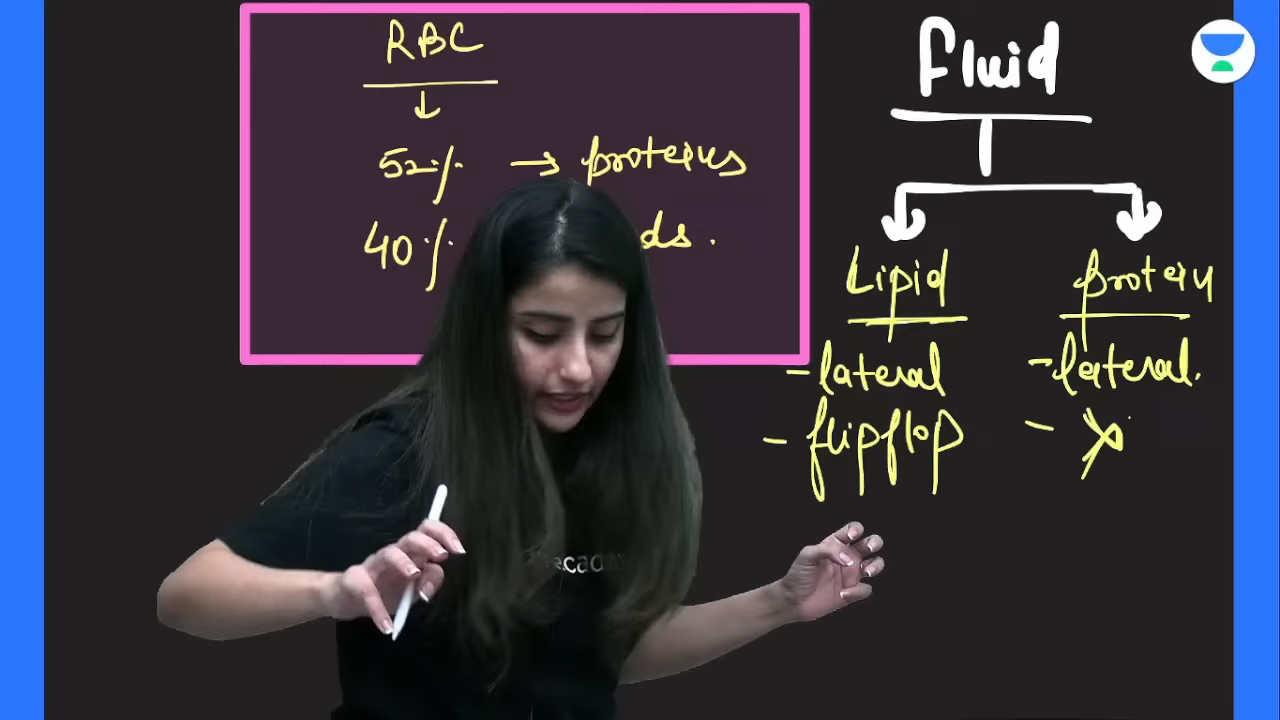 RBC
↓
52% → proteins
40% ds.
Fluid
Lipid
- lateral
- flipflop
protein
- lateral.
- ×